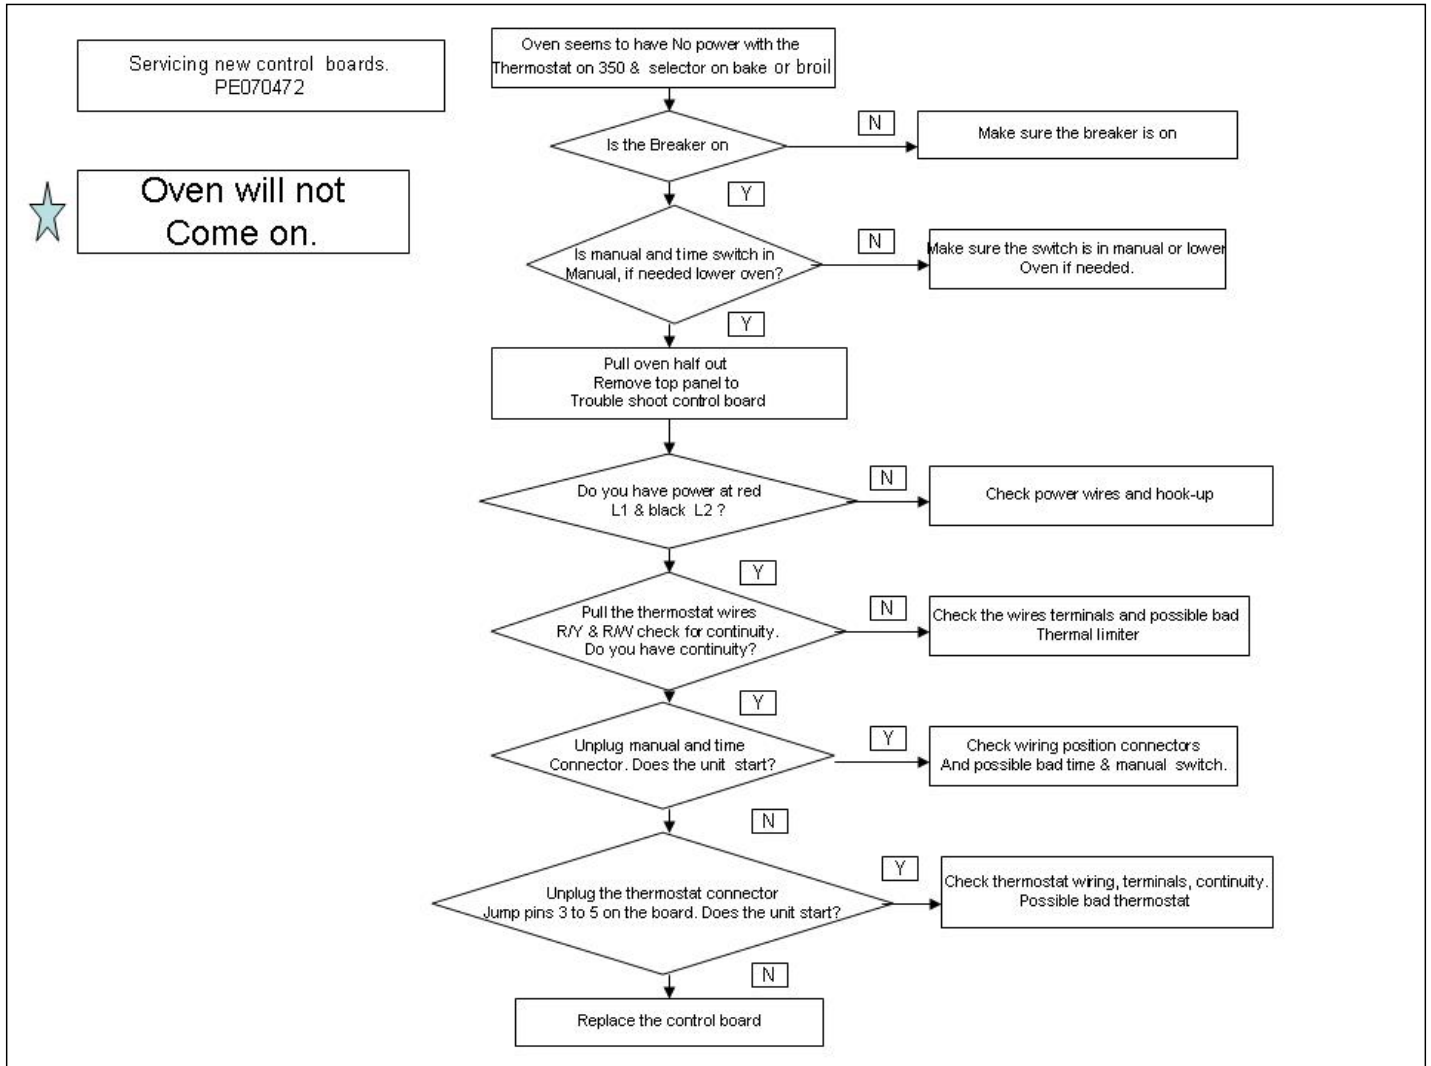 Servicing new control boards.
PE070472
Oven will not
Come on.
Oven seems to have No power with the
Thermostat on 350 & selector on bake or broil
Is the Breaker on
N
Make sure the breaker is on
Y
Is manual and time switch in
Manual, if needed lower oven?
N
Make sure the switch is in manual or lower
Oven if needed.
Y
Pull oven half out
Remove top panel to
Trouble shoot control board
Do you have power at red
L1 & black L2 ?
N
Check power wires and hook-up
Y
Pull the thermostat wires
R/Y & R/W check for continuity.
Do you have continuity?
N
Check the wires terminals and possible bad
Thermal limiter
Y
Unplug manual and time
Connector. Does the unit start?
Y
Check wiring position connectors
And possible bad time & manual switch.
N
Unplug the thermostat connector
Jump pins 3 to 5 on the board. Does the unit start?
Y
Check thermostat wiring, terminals, continuity.
Possible bad thermostat
N
Replace the control board